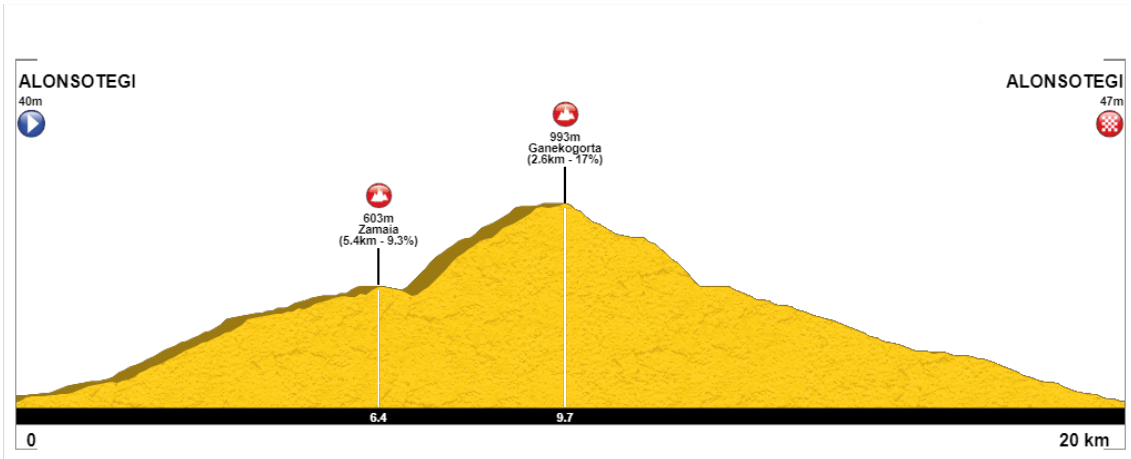 ALONSOTEGI
40m
ALONSOTEGI
47m
993m
Ganekogorta
(2.6km - 17%)
603m
Zamaia
(5.4km - 9.3%)
6.4
9.7
0
20 km